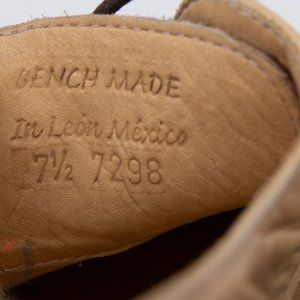 BENCH MADE
In León México
7½ 7298